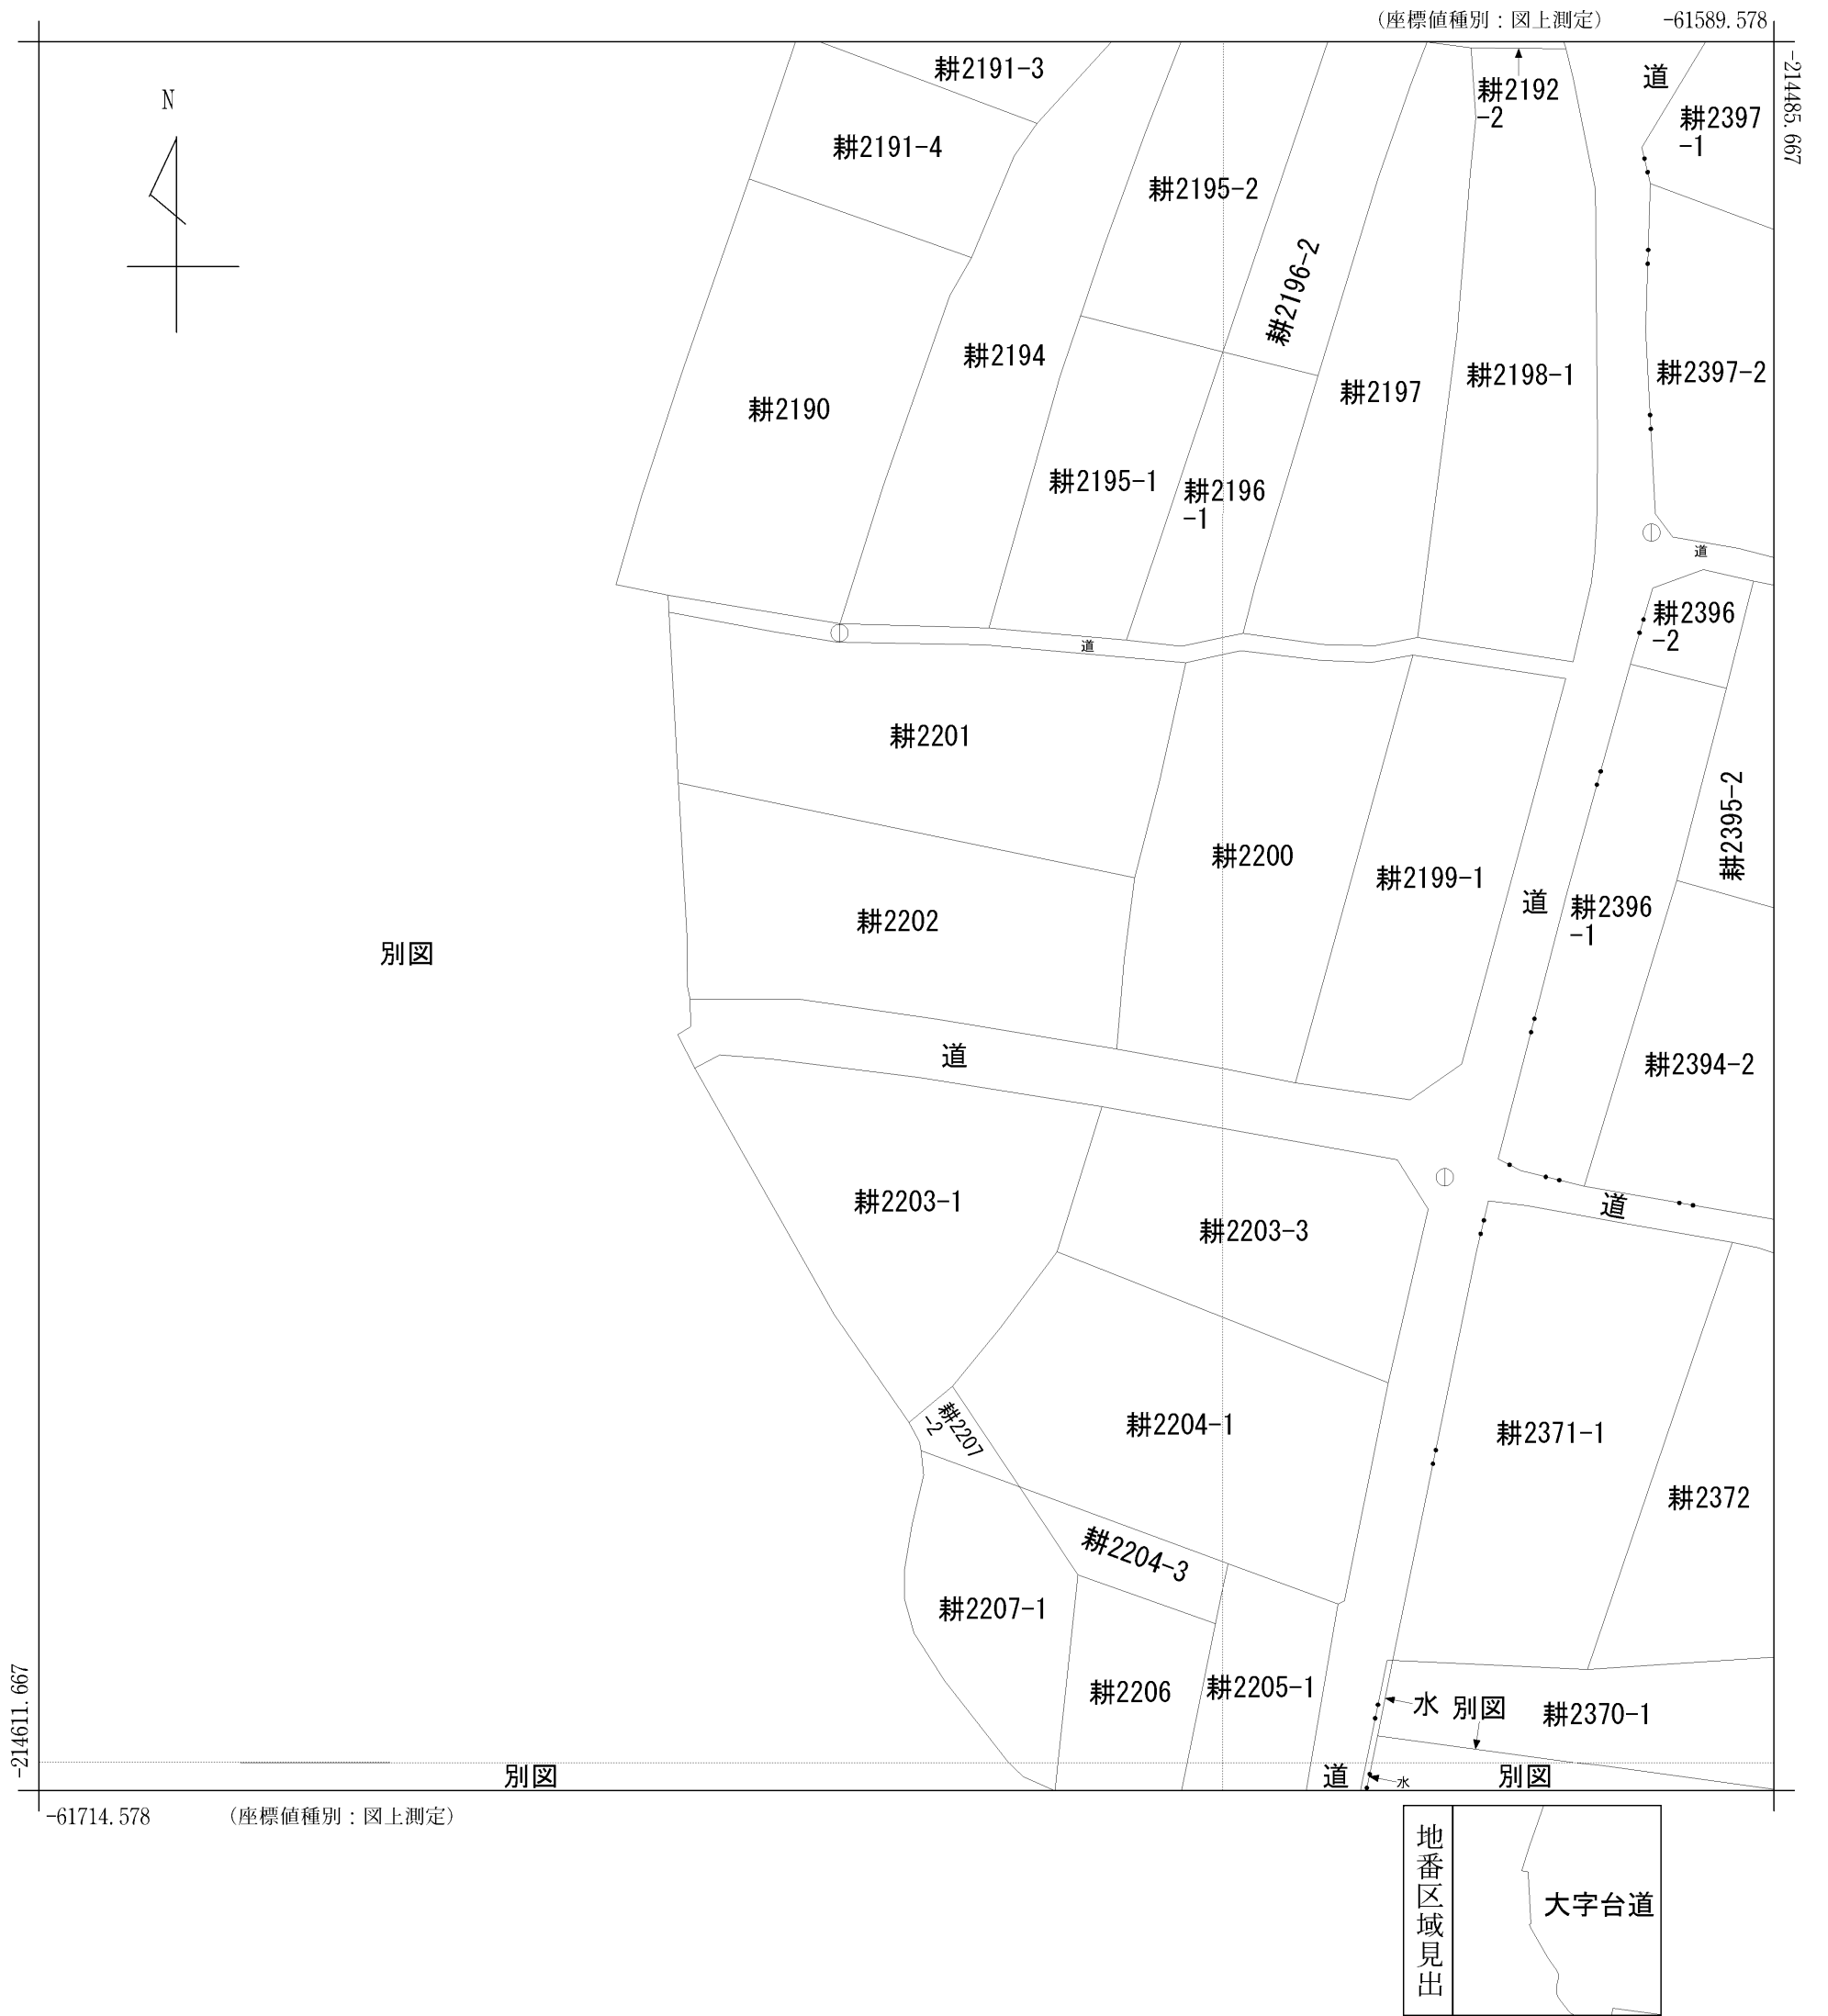 （座標値種別：図上測定）
-61589.578
-214485.667
N
耕2191-3
道
耕2192
-2
耕2397
-1
耕2191-4
耕2195-2
耕2196-2
耕2194
耕2197
耕2198-1
耕2397-2
耕2190
耕2195-1
耕2196
-1
道
耕2396
-2
道
耕2201
耕2395-2
耕2200
耕2199-1
道
耕2396
-1
耕2202
別図
道
耕2394-2
耕2203-1
道
耕2203-3
耕2207
-2
耕2204-1
耕2371-1
耕2372
耕2204-3
耕2207-1
耕2206
耕2205-1
水
別図
耕2370-1
-214611.667
別図
道
水
別図
-61714.578
（座標値種別：図上測定）
地番区域見出
大字台道